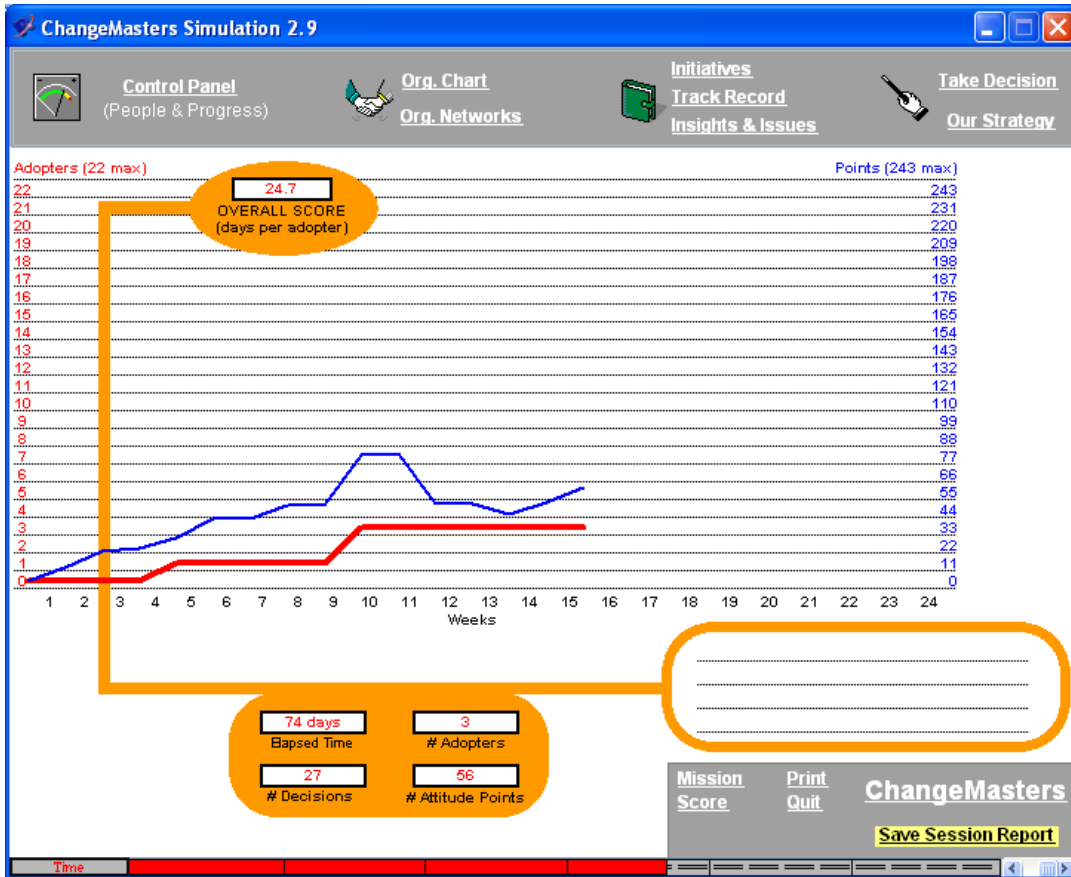 ChangeMasters Simulation 2.9
Control Panel
(People & Progress)
Org. Chart
Org. Networks
Initiatives
Track Record
Insights & Issues
Take Decision
Our Strategy
Adopters (22 max)
Points (243 max)
24.7
OVERALL SCORE
(days per adopter)
22 243
21 231
20 220
19 209
18 198
17 187
16 176
15 165
14 154
13 143
12 132
11 121
10 110
9 99
8 88
7 77
6 66
5 55
4 44
3 33
2 22
1 11
0 0
1 2 3 4 5 6 7 8 9 10 11 12 13 14 15 16 17 18 19 20 21 22 23 24
Weeks
74 days
Elapsed Time
3
# Adopters
27
# Decisions
56
# Attitude Points
Mission
Score
Print
Quit
ChangeMasters
Save Session Report
Time